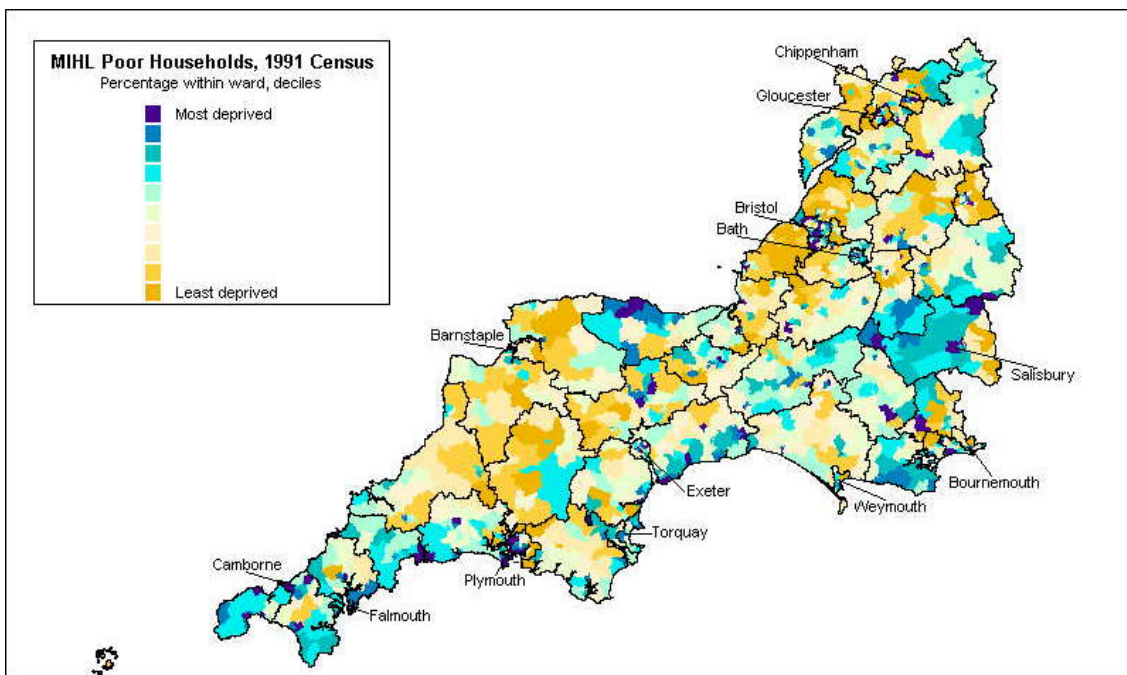 MIHL Poor Households, 1991 Census
Percentage within ward, deciles
Most deprived
Least deprived
Chippenham
Gloucester
Bristol
Bath
Barnstaple
Salisbury
Exeter
Bournemouth
Weymouth
Torquay
Camborne
Plymouth
Falmouth